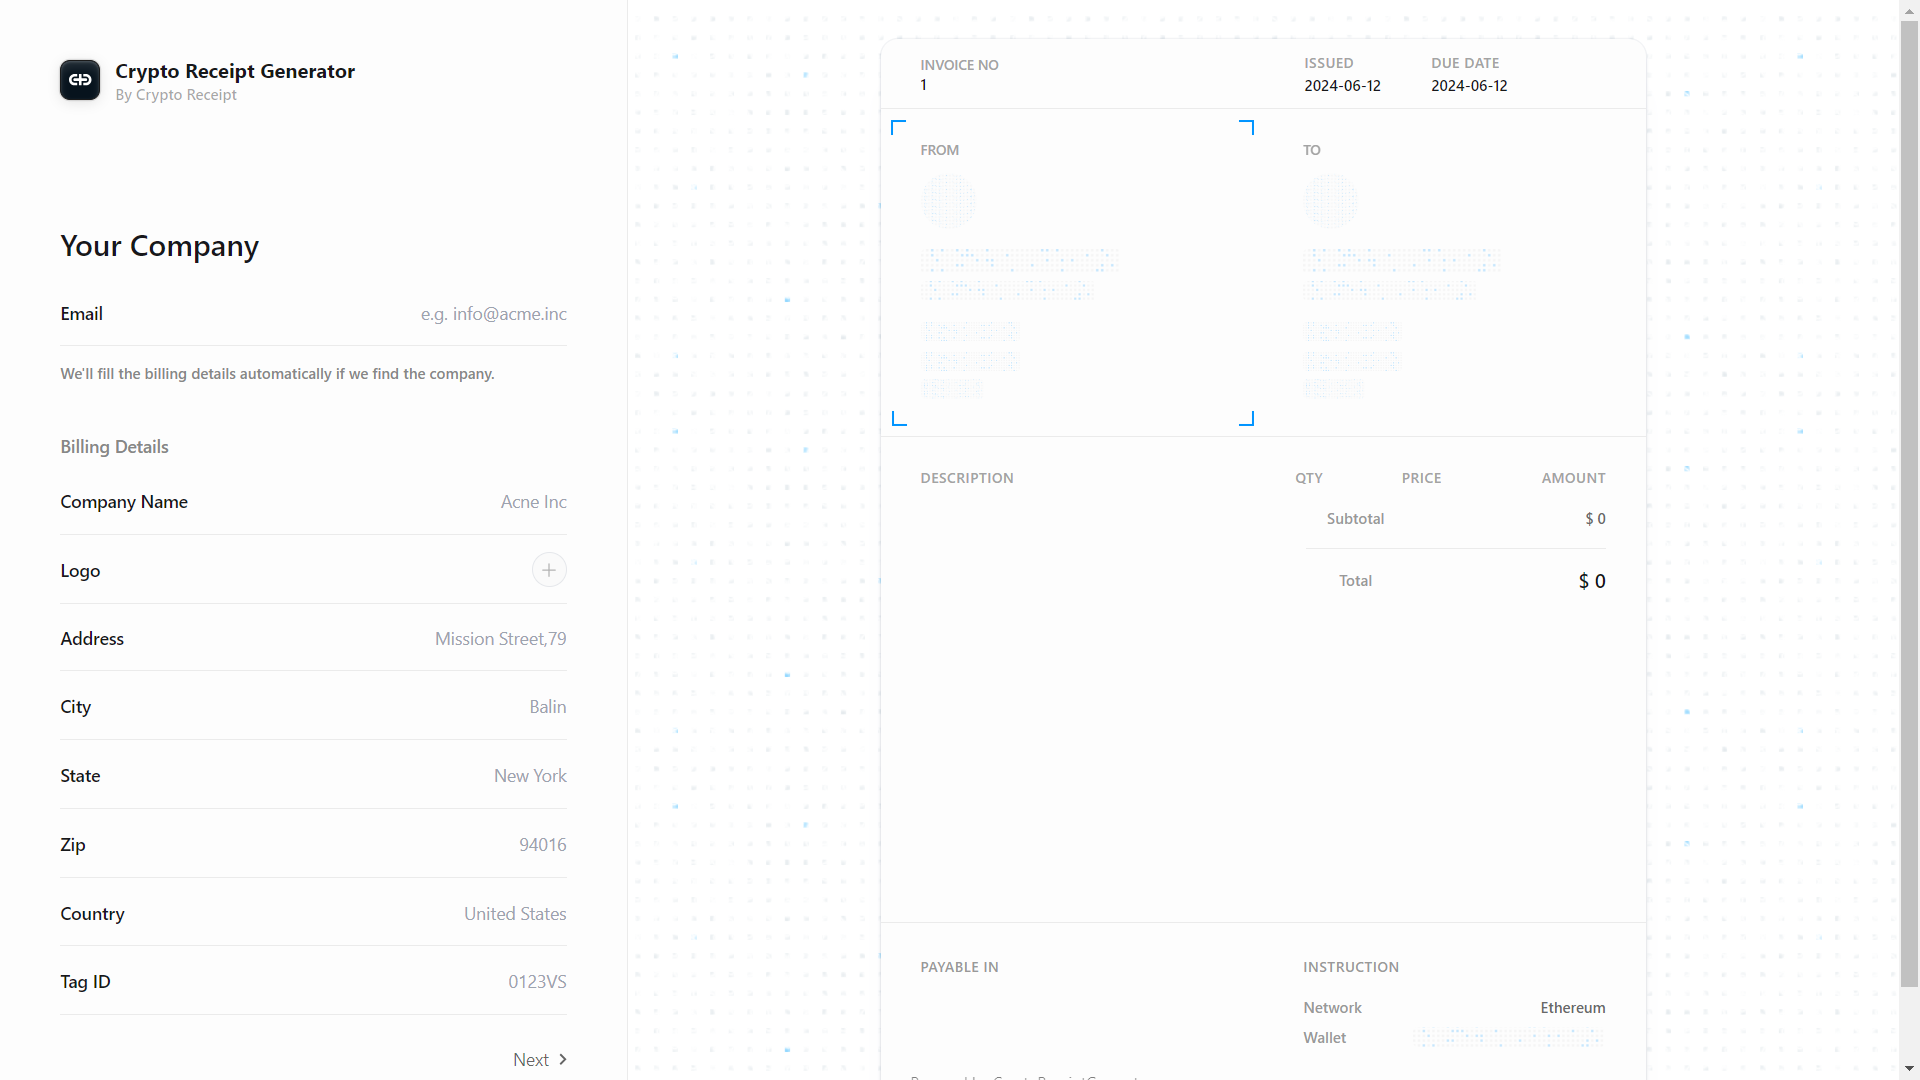 Crypto Receipt Generator
By Crypto Receipt
Your Company
Email e.g. info@acme.inc
We'll fill the billing details automatically if we find the company.
Billing Details
Company Name Acne Inc
Logo
Address Mission Street,79
City Balin
State New York
Zip 94016
Country United States
Tag ID 0123VS
Next
INVOICE NO
1
ISSUED
2024-06-12
DUE DATE
2024-06-12
FROM
TO
DESCRIPTION QTY PRICE AMOUNT
Subtotal $ 0
Total $ 0
PAYABLE IN
INSTRUCTION
Network Ethereum
Wallet